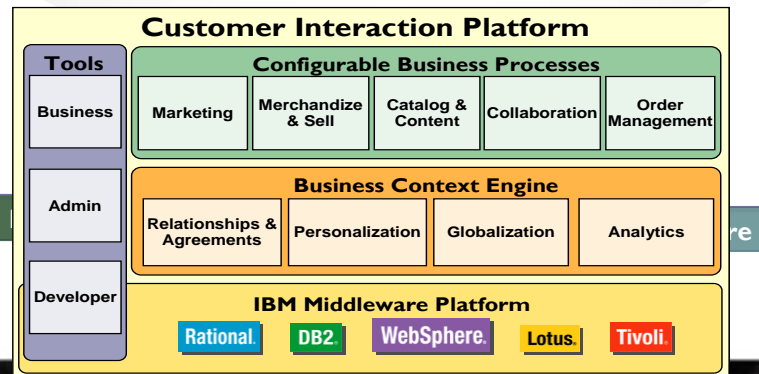 Customer Interaction Platform
Tools
Business
Admin
Developer
Configurable Business Processes
Marketing
Merchandize
& Sell
Catalog &
Content
Collaboration
Order
Management
Business Context Engine
Relationships &
Agreements
Personalization
Globalization
Analytics
IBM Middleware Platform
Rational.
DB2.
WebSphere.
Lotus.
Tivoli.